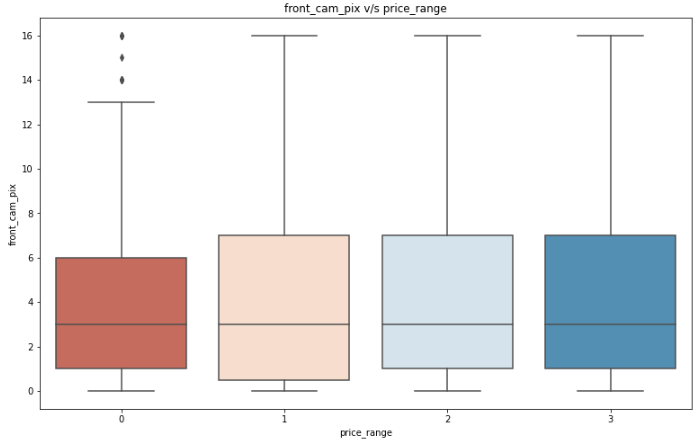 front_cam_pix v/s price_range
16
14
12
10
8
6
4
2
0
front_cam_pix
0 1 2 3
price_range